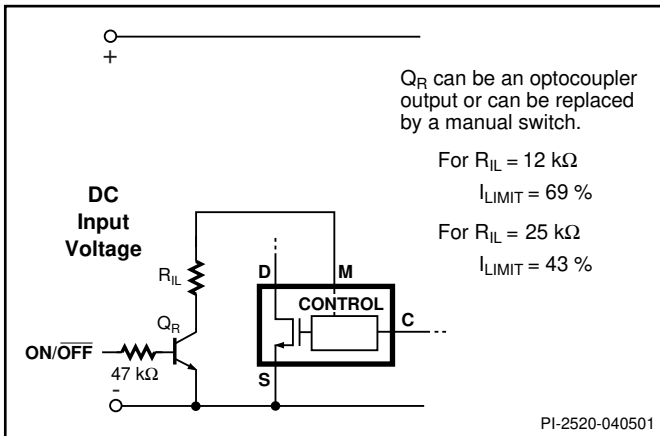 +
Q_R can be an optocoupler
output or can be replaced
by a manual switch.
For R_IL = 12 kΩ
I_LIMIT = 69 %
For R_IL = 25 kΩ
I_LIMIT = 43 %
DC
Input
Voltage
R_IL
D
M
CONTROL
C
Q_R
ON/O̅F̅F̅
47 kΩ
S
-
PI-2520-040501